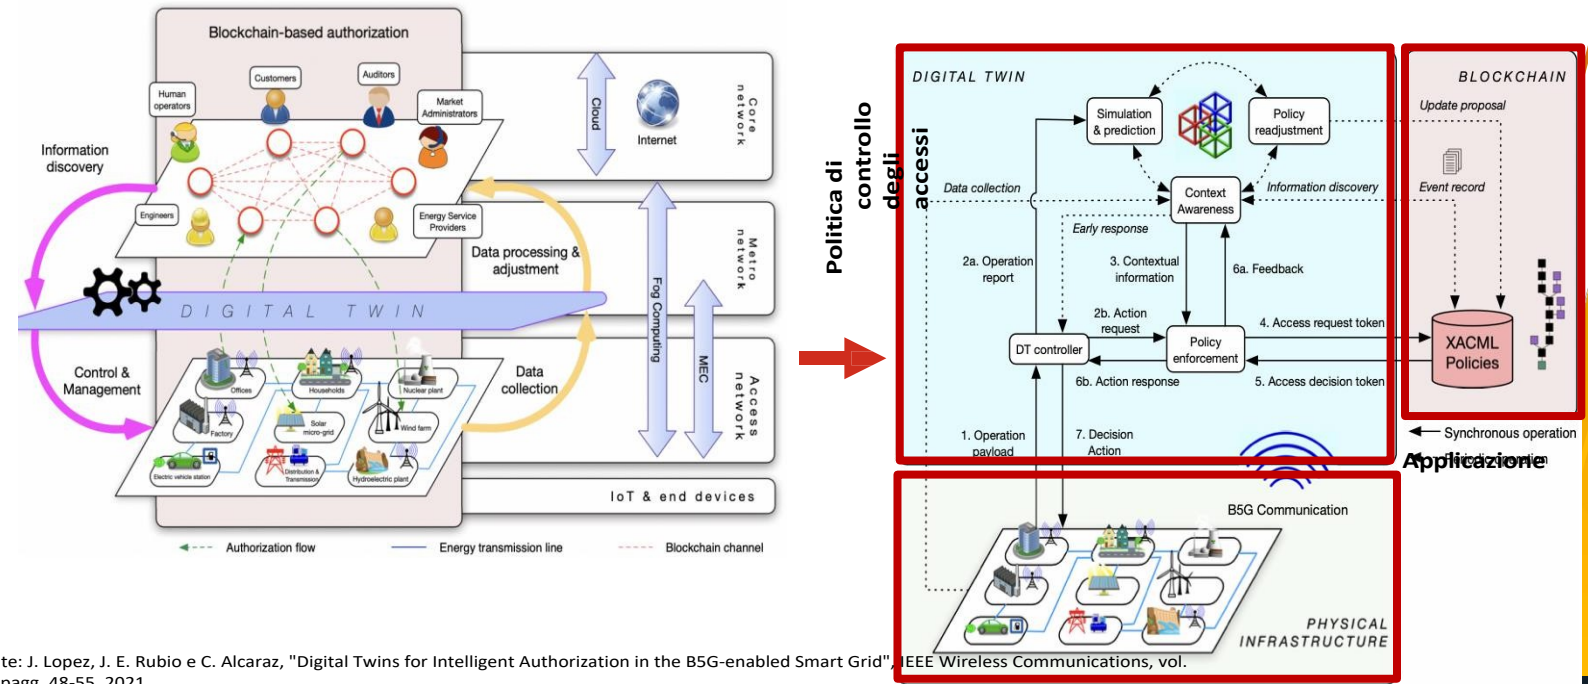 Blockchain-based authorization
Customers
Auditors
Human
operators
Market
Administrators
Information
discovery
Engineers
Energy Service
Providers
Data processing &
adjustment
DIGITAL TWIN
Control &
Management
Data
collection
Offices
Households
Nuclear plant
Factory
Solar
micro-grid
Wind farm
Electric vehicle station
Distribution &
Transmission
Hydroelectric plant
Cloud
Internet
Core
network
Fog Computing
Metro
network
MEC
Access
network
IoT & end devices
Authorization flow
Energy transmission line
Blockchain channel
Politica di
controllo
degli
accessi
DIGITAL TWIN
Simulation
& prediction
Policy
readjustment
Data collection
Context
Awareness
Information discovery
Early response
2a. Operation
report
3. Contextual
information
6a. Feedback
2b. Action
request
DT controller
Policy
enforcement
4. Access request token
6b. Action response
5. Access decision token
1. Operation
payload
7. Decision
Action
BLOCKCHAIN
Update proposal
Event record
XACML
Policies
Synchronous operation
Applicazione
B5G Communication
PHYSICAL
INFRASTRUCTURE
te: J. Lopez, J. E. Rubio e C. Alcaraz, "Digital Twins for Intelligent Authorization in the B5G-enabled Smart Grid", IEEE Wireless Communications, vol.
pagg. 48-55, 2021